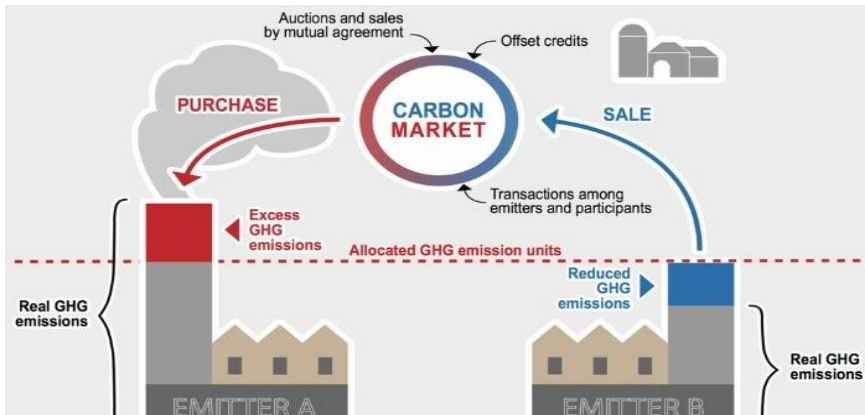 Auctions and sales
by mutual agreement
Offset credits
PURCHASE
CARBON
MARKET
SALE
Transactions among
emitters and participants
Excess
GHG
emissions
Allocated GHG emission units
Reduced
GHG
emissions
Real GHG
emissions
Real GHG
emissions
EMITTER A
EMITTER B